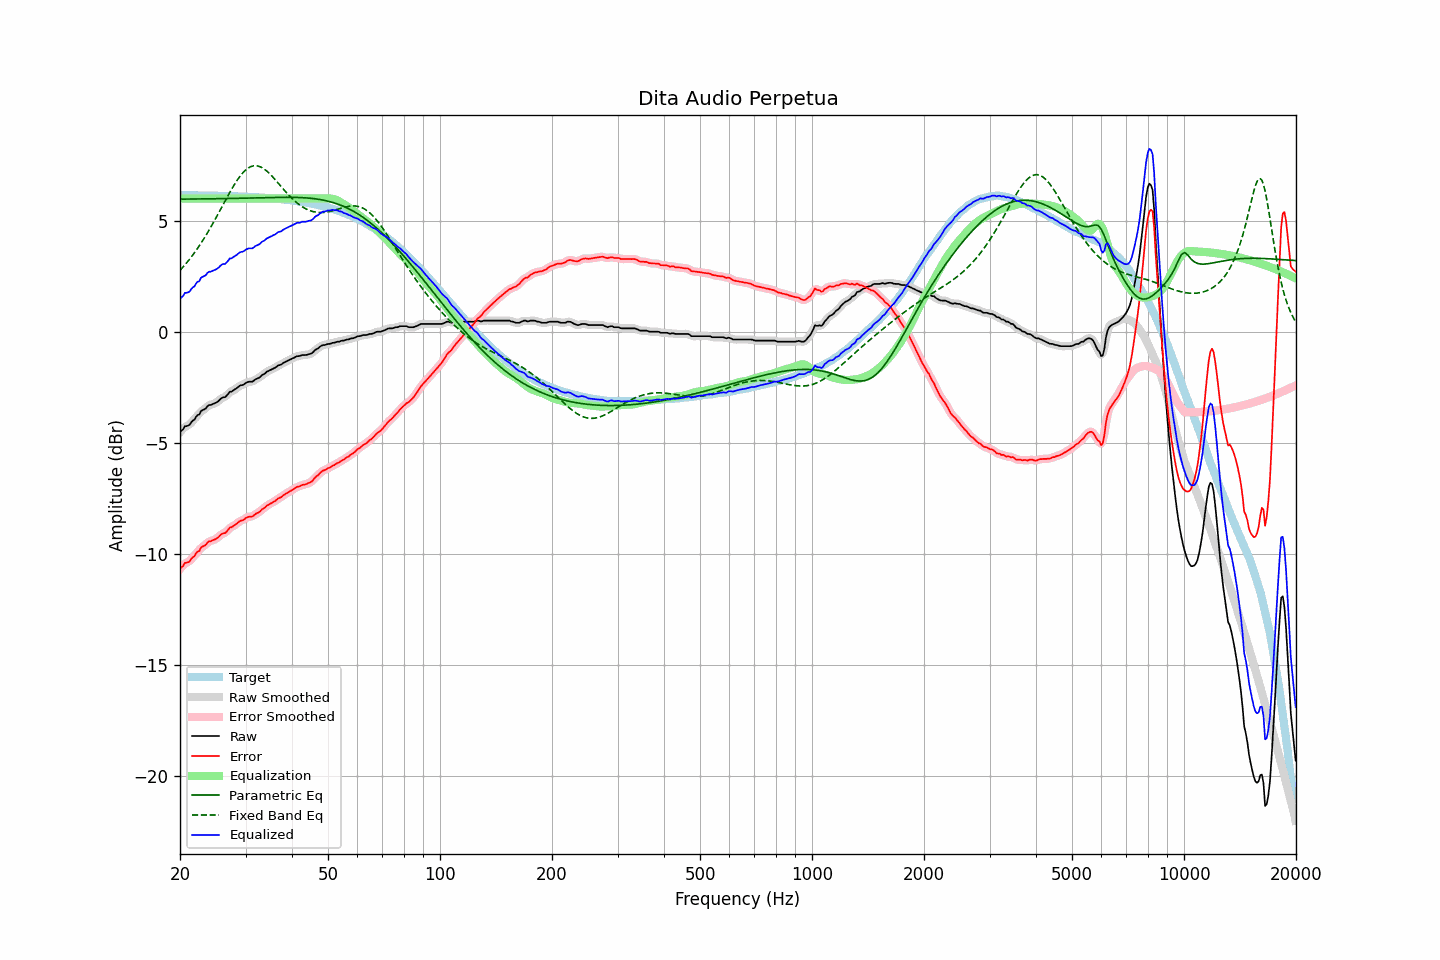 Dita Audio Perpetua
Amplitude (dBr)
5
0
−5
−10
−15
−20
Target
Raw Smoothed
Error Smoothed
Raw
Error
Equalization
Parametric Eq
Fixed Band Eq
Equalized
20 50 100 200 500 1000 2000 5000 10000 20000
Frequency (Hz)